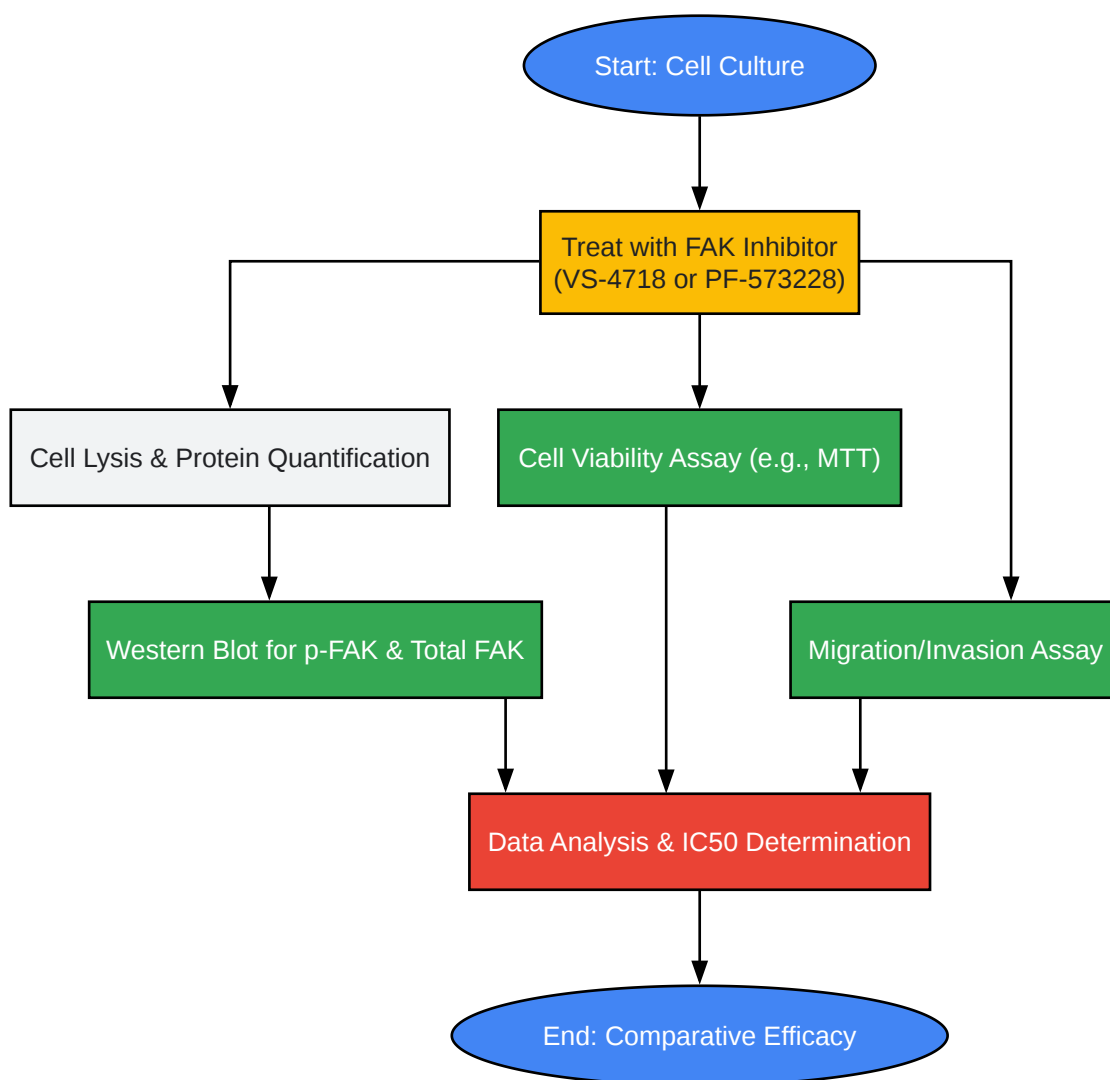 Start: Cell Culture
Treat with FAK Inhibitor
(VS-4718 or PF-573228)
Cell Lysis & Protein Quantification
Cell Viability Assay (e.g., MTT)
Western Blot for p-FAK & Total FAK
Migration/Invasion Assay
Data Analysis & IC50 Determination
End: Comparative Efficacy